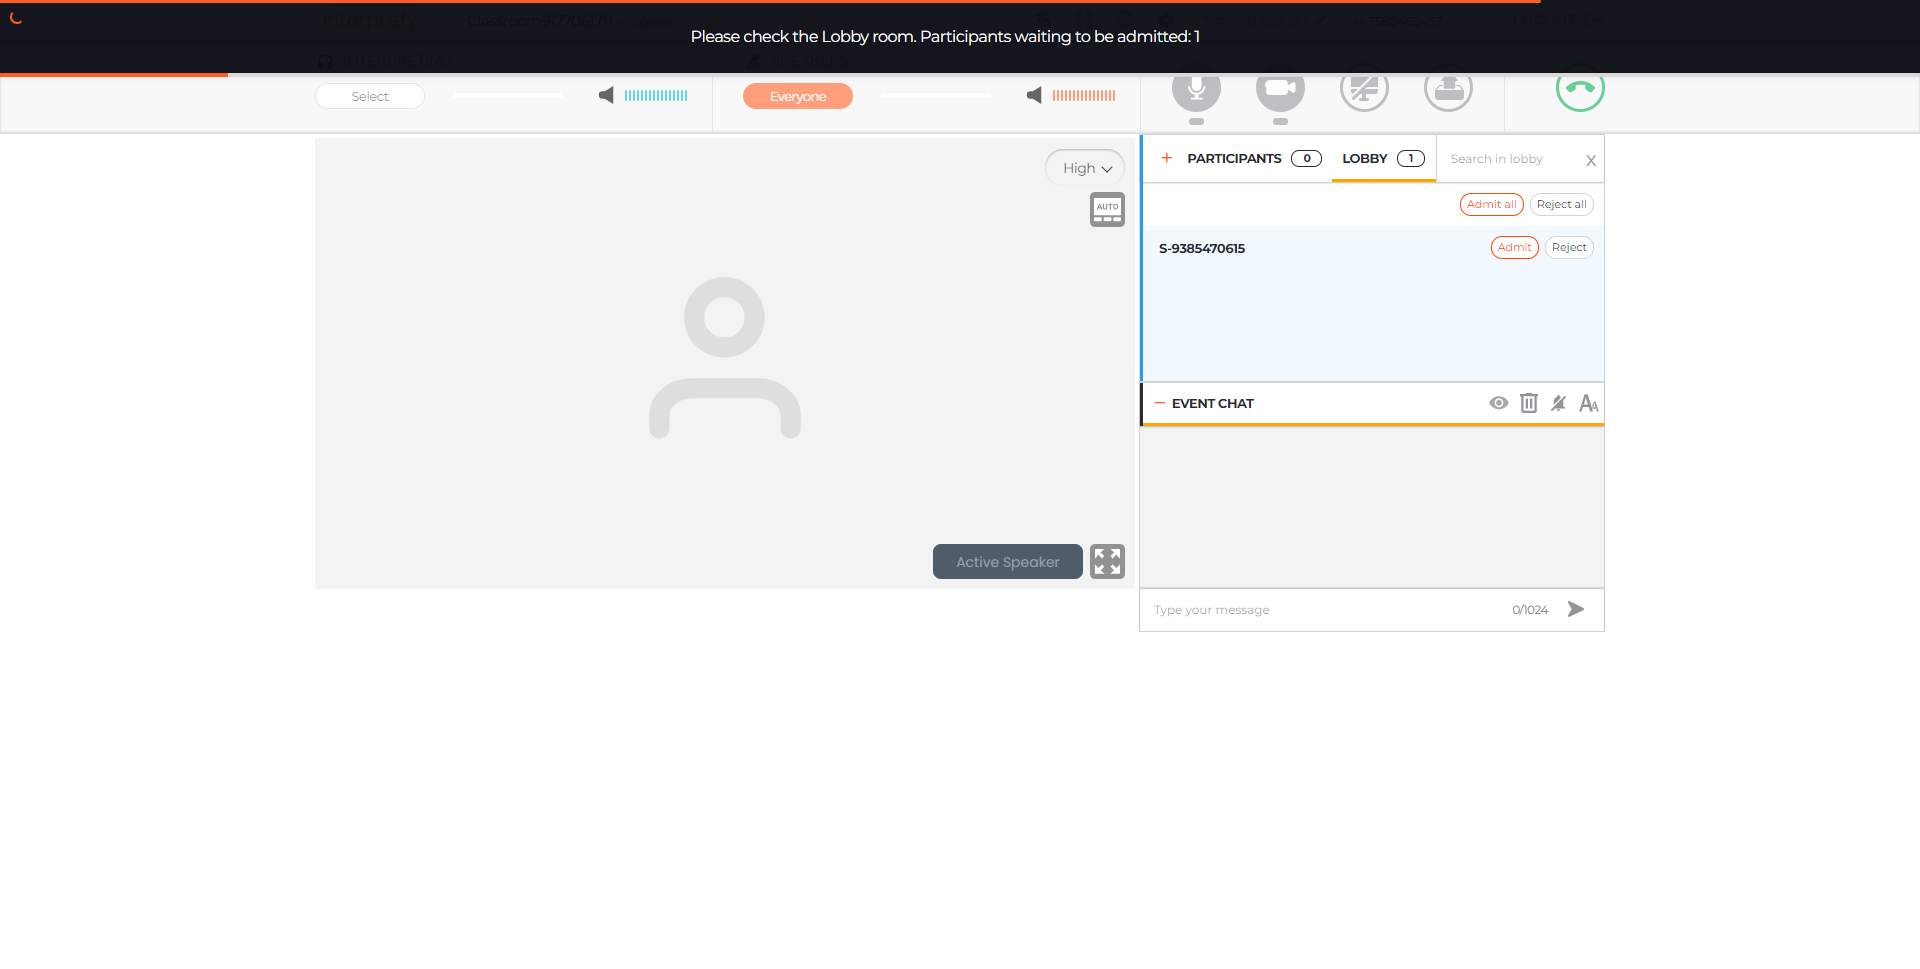 Please check the Lobby room. Participants waiting to be admitted: 1
Select
Everyone
High
AUTO
Active Speaker
+ PARTICIPANTS 0 LOBBY 1 Search in lobby X
Admit all Reject all
S-9385470615 Admit Reject
− EVENT CHAT
Type your message 0/1024